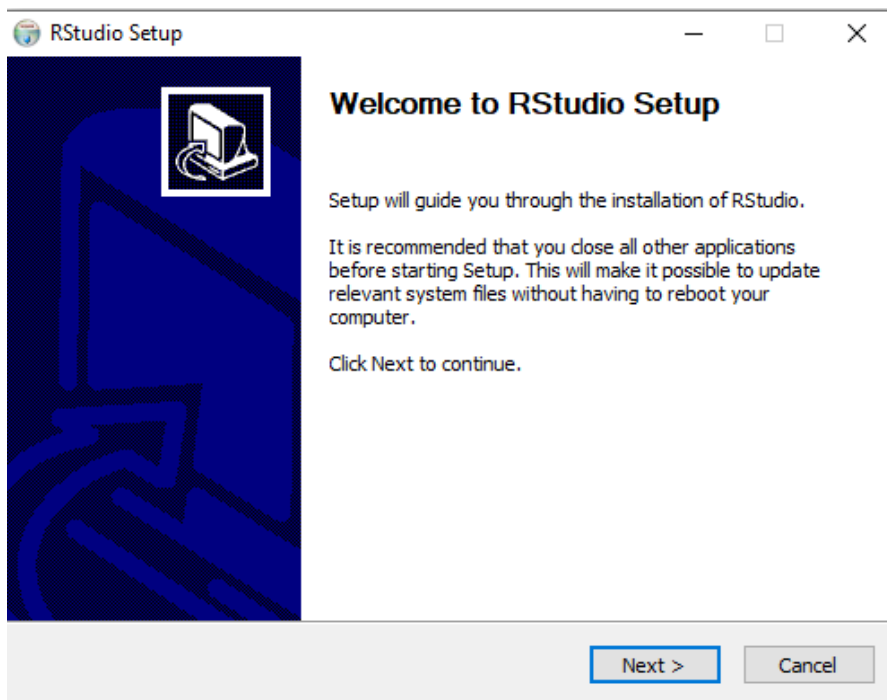 RStudio Setup
Welcome to RStudio Setup
Setup will guide you through the installation of RStudio.
It is recommended that you close all other applications
before starting Setup. This will make it possible to update
relevant system files without having to reboot your
computer.
Click Next to continue.
Next >
Cancel